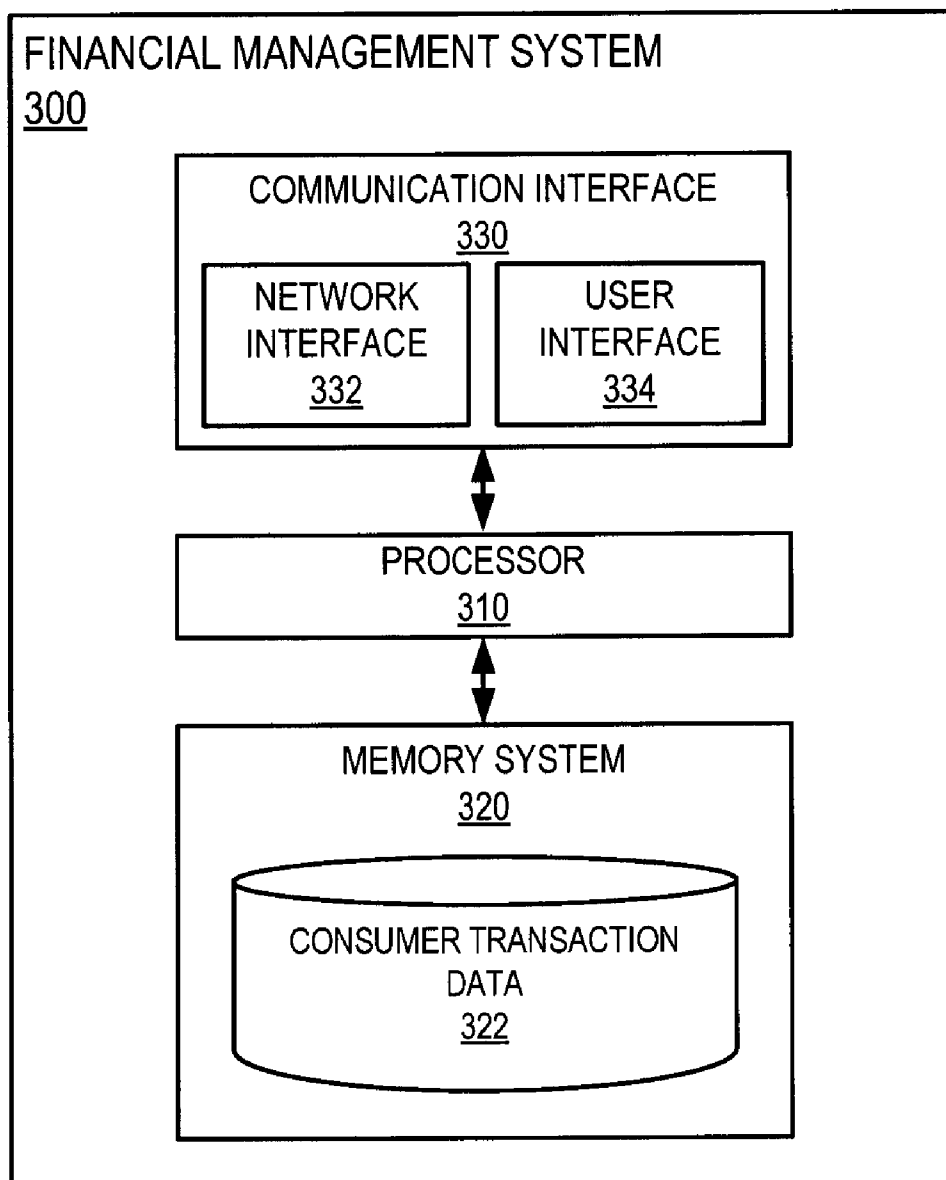 FINANCIAL MANAGEMENT SYSTEM
300
COMMUNICATION INTERFACE
330
NETWORK
INTERFACE
332
USER
INTERFACE
334
PROCESSOR
310
MEMORY SYSTEM
320
CONSUMER TRANSACTION
DATA
322